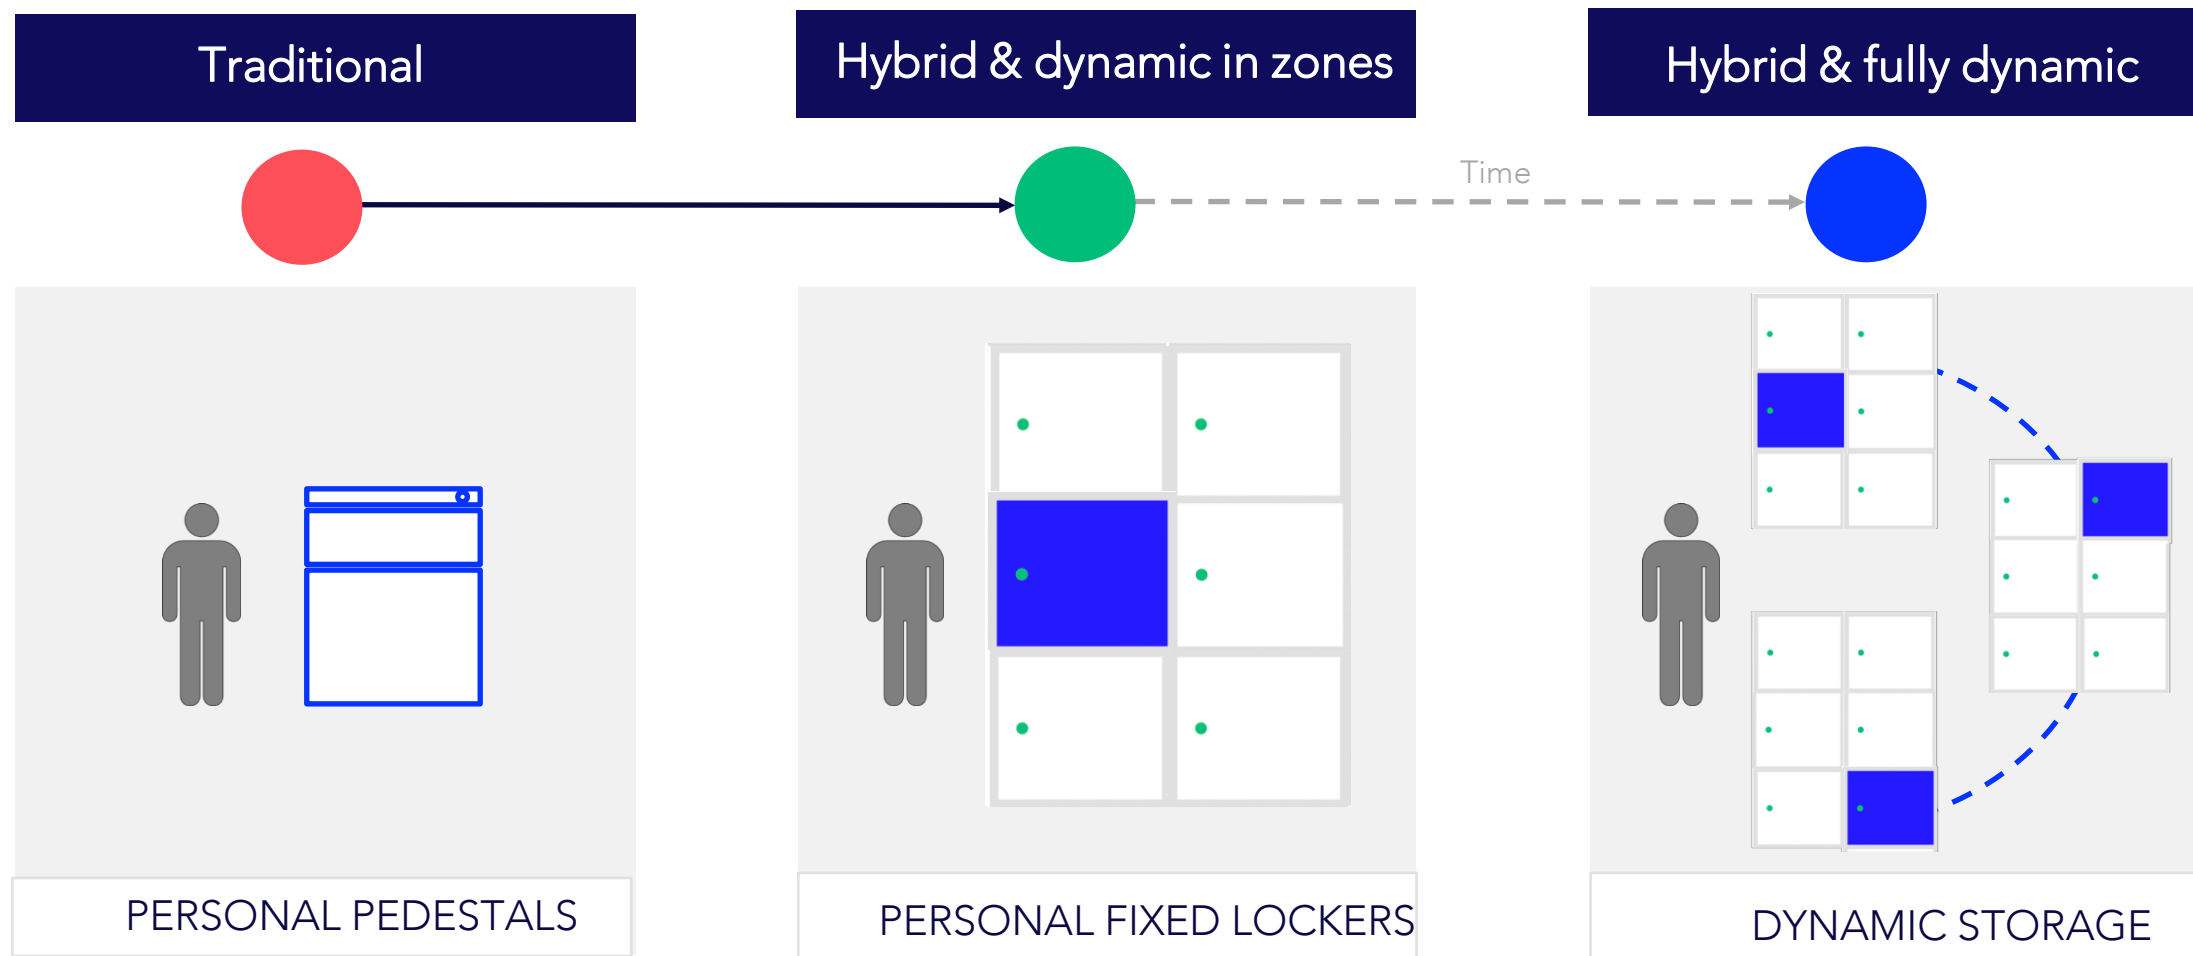 Traditional
Hybrid & dynamic in zones
Hybrid & fully dynamic
Time
PERSONAL PEDESTALS
PERSONAL FIXED LOCKERS
DYNAMIC STORAGE